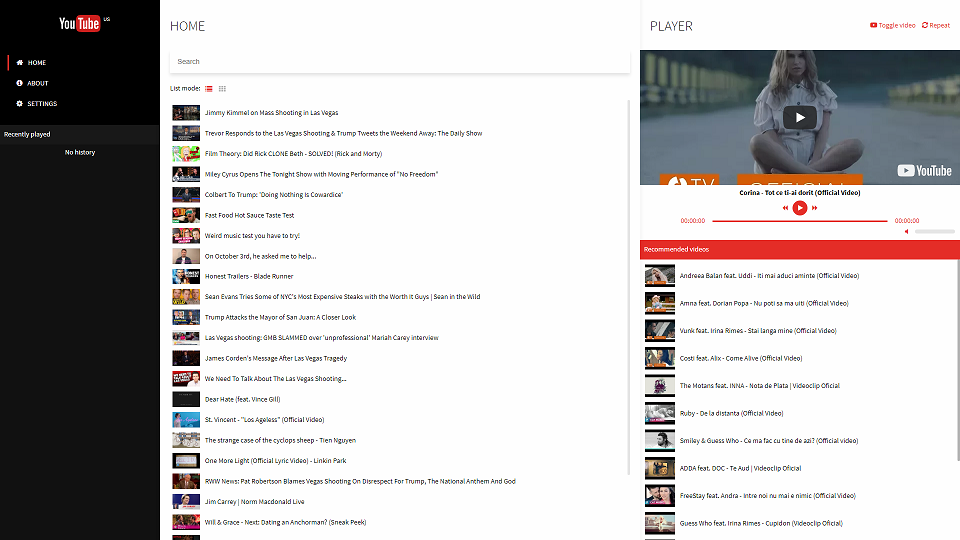 YouTube US
HOME
ABOUT
SETTINGS
Recently played
No history
HOME
Search
List mode:
Jimmy Kimmel on Mass Shooting in Las Vegas
Trevor Responds to the Las Vegas Shooting & Trump Tweets the Weekend Away: The Daily Show
Film Theory: Did Rick CLONE Beth - SOLVED! (Rick and Morty)
Miley Cyrus Opens The Tonight Show with Moving Performance of "No Freedom"
Colbert To Trump: 'Doing Nothing Is Cowardice'
Fast Food Hot Sauce Taste Test
Weird music test you have to try!
On October 3rd, he asked me to help...
Honest Trailers - Blade Runner
Sean Evans Tries Some of NYC's Most Expensive Steaks with the Worth It Guys | Sean in the Wild
Trump Attacks the Mayor of San Juan: A Closer Look
Las Vegas shooting: GMB SLAMMED over 'unprofessional' Mariah Carey interview
James Corden's Message After Las Vegas Tragedy
We Need To Talk About The Las Vegas Shooting...
Dear Hate (feat. Vince Gill)
St. Vincent - "Los Ageless" (Official Video)
The strange case of the cyclops sheep - Tien Nguyen
One More Light (Official Lyric Video) - Linkin Park
RWW News: Pat Robertson Blames Vegas Shooting On Disrespect For Trump, The National Anthem And God
Jim Carrey | Norm Macdonald Live
Will & Grace - Next: Dating an Anchorman? (Sneak Peek)
PLAYER
Toggle video
Repeat
YouTube
Corina - Tot ce ti-ai dorit (Official Video)
00:00:00
00:00:00
Recommended videos
Andreea Balan feat. Uddi - Iti mai aduci aminte (Official Video)
Amna feat. Dorian Popa - Nu poti sa ma uiti (Official Video)
Vunk feat. Irina Rimes - Stai langa mine (Official Video)
Costi feat. Alix - Come Alive (Official Video)
The Motans feat. INNA - Nota de Plata | Videoclip Oficial
Ruby - De la distanta (Official Video)
Smiley & Guess Who - Ce ma fac cu tine de azi? (Official video)
ADDA feat. DOC - Te Aud | Videoclip Oficial
FreeStay feat. Andra - Intre noi nu mai e nimic (Official Video)
Guess Who feat. Irina Rimes - Cupidon (Videoclip Oficial)